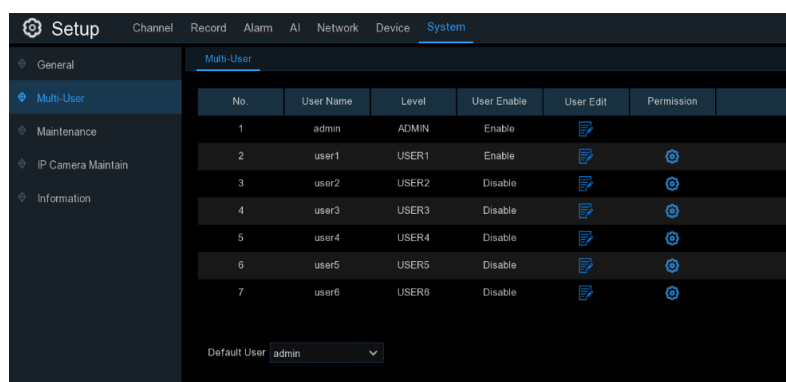 Setup Channel Record Alarm AI Network Device System
General
Multi-User
Maintenance
IP Camera Maintain
Information
Multi-User
No. User Name Level User Enable User Edit Permission
1 admin ADMIN Enable
2 user1 USER1 Enable
3 user2 USER2 Disable
4 user3 USER3 Disable
5 user4 USER4 Disable
6 user5 USER5 Disable
7 user6 USER6 Disable
Default User admin